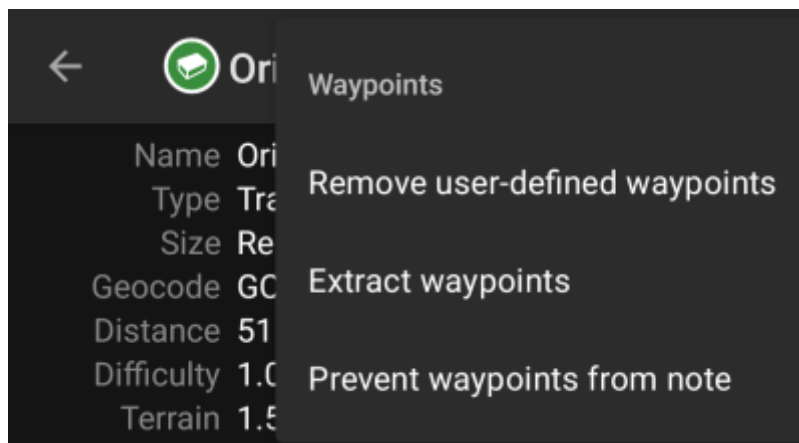 Ori
Waypoints
Name Ori
Type Tra
Size Re
Geocode GC
Distance 51
Difficulty 1.0
Terrain 1.5
Remove user-defined waypoints
Extract waypoints
Prevent waypoints from note